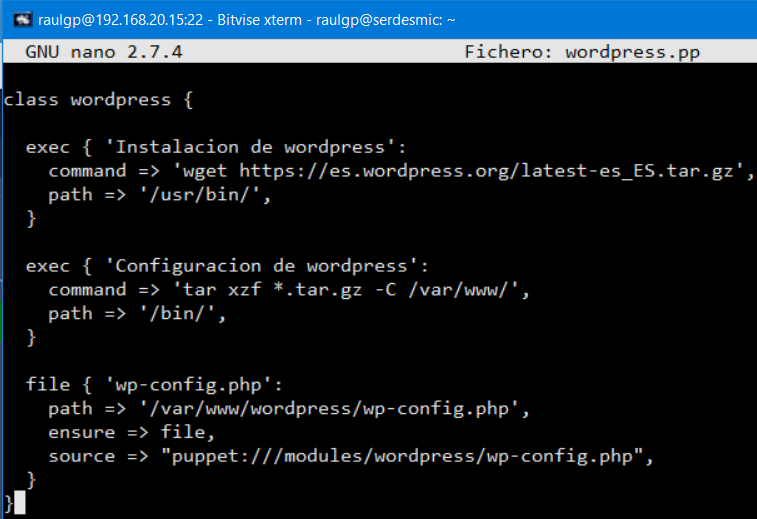 raulgp@192.168.20.15:22 - Bitvise xterm - raulgp@serdesmic: ~
GNU nano 2.7.4 Fichero: wordpress.pp
class wordpress {
exec { 'Instalacion de wordpress':
command => 'wget https://es.wordpress.org/latest-es_ES.tar.gz',
path => '/usr/bin/',
}
exec { 'Configuracion de wordpress':
command => 'tar xzf *.tar.gz -C /var/www/',
path => '/bin/',
}
file { 'wp-config.php':
path => '/var/www/wordpress/wp-config.php',
ensure => file,
source => "puppet:///modules/wordpress/wp-config.php",
}
}